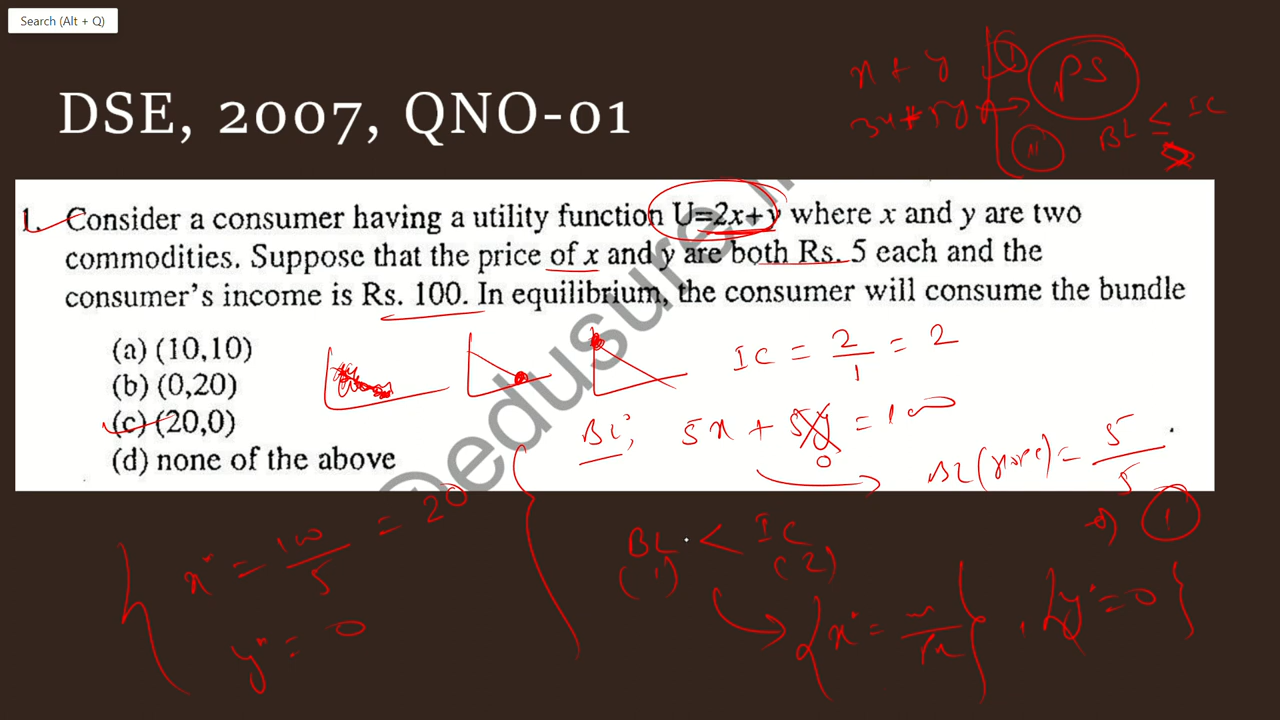 Search (Alt + Q)
DSE, 2007, QNO-01
x + y
PS
BL ≤ IC
1. Consider a consumer having a utility function U=2x+y where x and y are two
commodities. Suppose that the price of x and y are both Rs. 5 each and the
consumer's income is Rs. 100. In equilibrium, the consumer will consume the bundle
(a) (10,10)
(b) (0,20)
(c) (20,0)
(d) none of the above
@edusure.
IC = 2/1 = 2
BL; 5x + 5y = 100
0
BL (slope) = 5/5
⇒ 1
BL < IC
(1) (2)
x* = 100/5 = 20
y* = 0
{x* = m/Px}, {y* = 0}